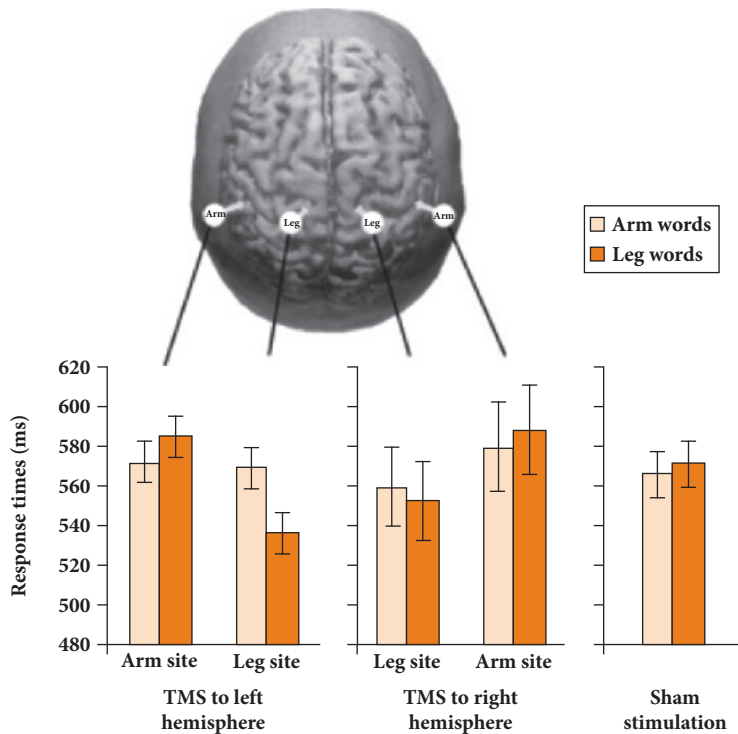 Arm
Leg
Leg
Arm
Arm words
Leg words
Response times (ms)
620
600
580
560
540
520
500
480
Arm site
Leg site
Leg site
Arm site
TMS to left
hemisphere
TMS to right
hemisphere
Sham
stimulation